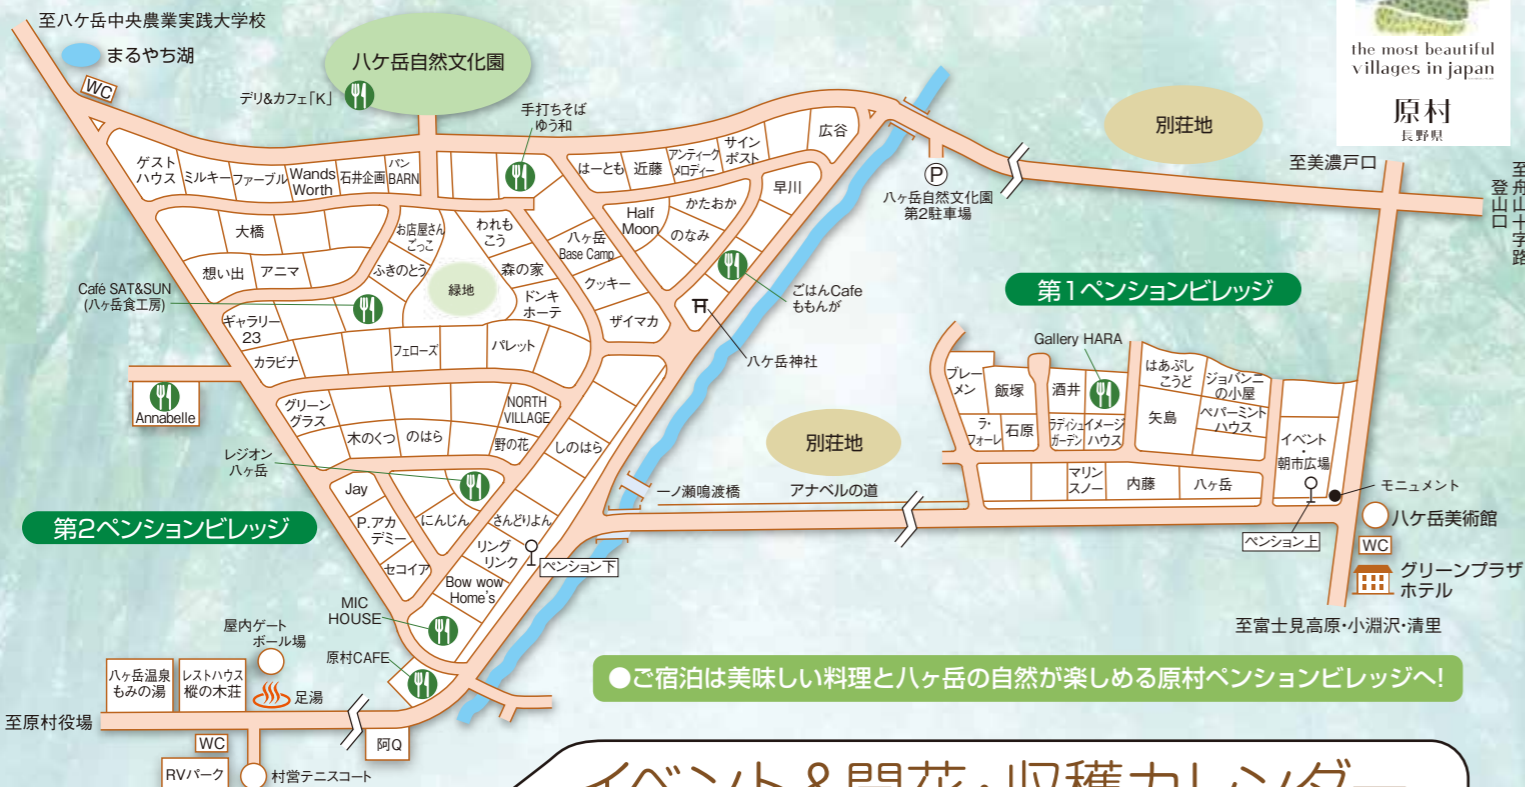 至八ケ岳中央農業実践大学校
まるやち湖
WC
八ケ岳自然文化園
デリ&カフェ「K」
手打ちそば
ゆう和
the most beautiful
villages in japan
原村
長野県
別荘地
至美濃戸口
至舟山十字路
登山口
P
八ヶ岳自然文化園
第2駐車場
ゲスト
ハウス
ミルキー
ファーブル
Wands
Worth
石井企画
パン
BARN
はーとも
近藤
アンティーク
メロディー
サイン
ポスト
広谷
早川
かたおか
Half
Moon
のなみ
大橋
お店屋さん
ごっこ
われも
こう
八ヶ岳
Base Camp
想い出
アニマ
ふきのとう
緑地
森の家
クッキー
ドンキ
ホーテ
ザイマカ
Café SAT&SUN
(八ヶ岳食工房)
ギャラリー
23
カラビナ
フェローズ
パレット
ごはんCafe
ももんが
八ケ岳神社
Annabelle
グリーン
グラス
木のくつ
のはら
NORTH
VILLAGE
野の花
しのはら
レジオン
八ヶ岳
Jay
P.アカ
デミー
にんじん
さんどりよん
セコイア
リング
リンク
ペンション下
Bow wow
Home's
MIC
HOUSE
第2ペンションビレッジ
別荘地
一ノ瀬鳴渡橋
アナベルの道
第1ペンションビレッジ
Gallery HARA
ブレー
メン
飯塚
酒井
はあぷし
こうど
ジョバンニ
の小屋
ラ・
フォーレ
石原
ラディシュ
ガーデン
イメージ
ハウス
矢島
ペパーミント
ハウス
イベント
・
朝市広場
マリン
スノー
内藤
八ヶ岳
モニュメント
八ケ岳美術館
ペンション上
WC
グリーンプラザ
ホテル
至富士見高原・小淵沢・清里
屋内ゲート
ボール場
原村CAFE
八ヶ岳温泉
もみの湯
レストハウス
樅の木荘
足湯
至原村役場
WC
阿Q
RVパーク
村営テニスコート
●ご宿泊は美味しい料理と八ヶ岳の自然が楽しめる原村ペンションビレッジへ!
イベント&開花・収穫カレンダー